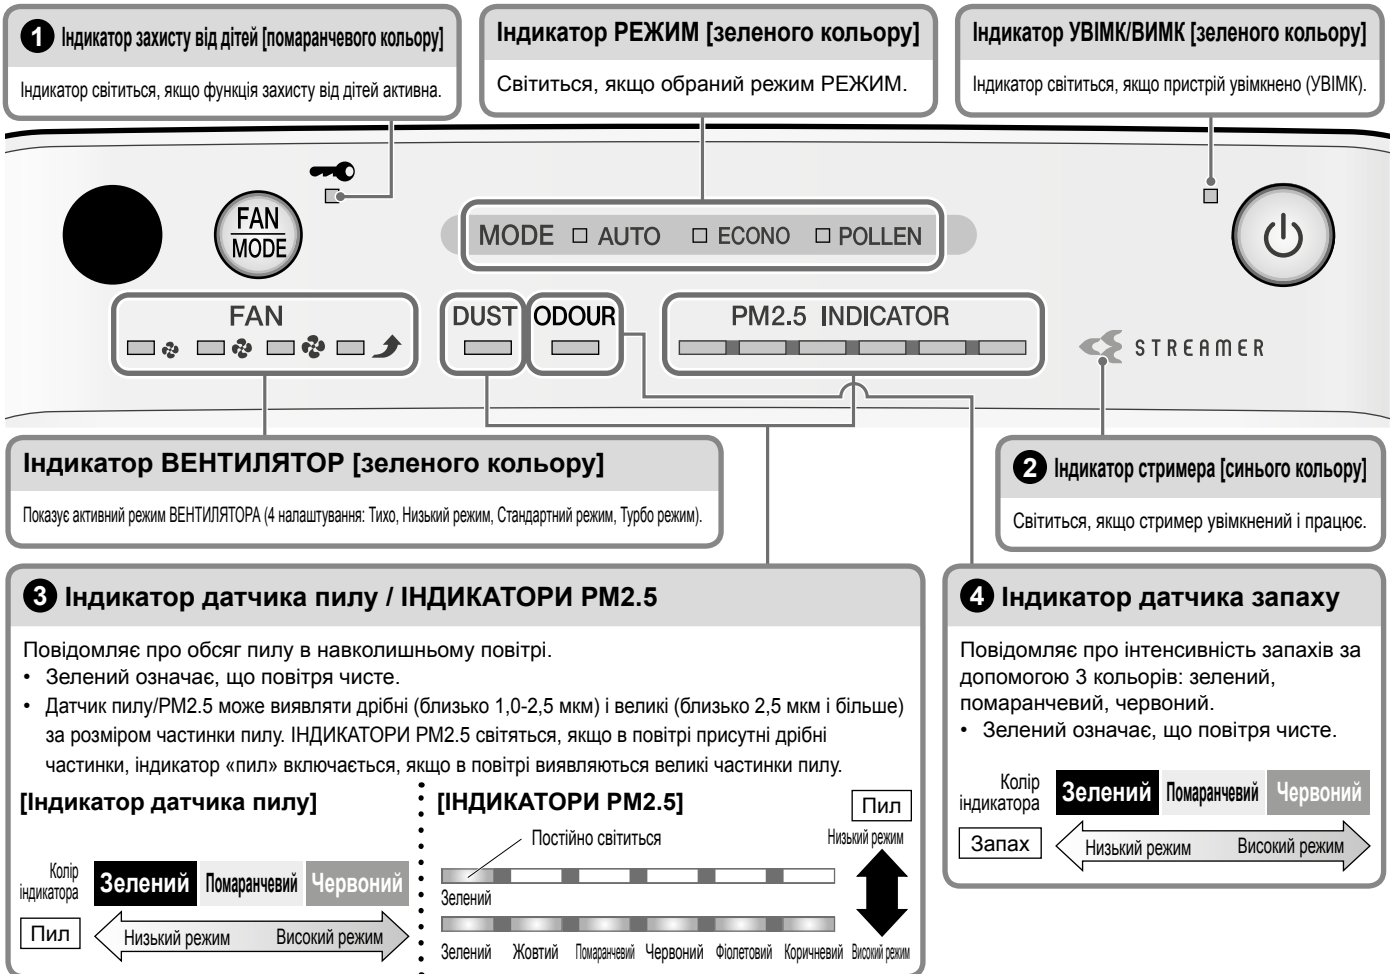 1 Індикатор захисту від дітей [помаранчевого кольору]
Індикатор світиться, якщо функція захисту від дітей активна.
Індикатор РЕЖИМ [зеленого кольору]
Світиться, якщо обраний режим РЕЖИМ.
Індикатор УВІМК/ВИМК [зеленого кольору]
Індикатор світиться, якщо пристрій увімкнено (УВІМК).
FAN
MODE
MODE AUTO ECONO POLLEN
FAN
DUST
ODOUR
PM2.5 INDICATOR
STREAMER
Індикатор ВЕНТИЛЯТОР [зеленого кольору]
Показує активний режим ВЕНТИЛЯТОРА (4 налаштування: Тихо, Низький режим, Стандартний режим, Турбо режим).
2 Індикатор стримера [синього кольору]
Світиться, якщо стример увімкнений і працює.
3 Індикатор датчика пилу / ІНДИКАТОРИ PM2.5
Повідомляє про обсяг пилу в навколишньому повітрі.
• Зелений означає, що повітря чисте.
• Датчик пилу/PM2.5 може виявляти дрібні (близько 1,0-2,5 мкм) і великі (близько 2,5 мкм і більше)
за розміром частинки пилу. ІНДИКАТОРИ PM2.5 світяться, якщо в повітрі присутні дрібні
частинки, індикатор «пил» включається, якщо в повітрі виявляються великі частинки пилу.
[Індикатор датчика пилу]
Колір
індикатора
Зелений Помаранчевий Червоний
Пил
Низький режим Високий режим
[ІНДИКАТОРИ PM2.5]
Постійно світиться
Зелений
Зелений Жовтий Помаранчевий Червоний Фіолетовий Коричневий
Пил
Низький режим
Високий режим
4 Індикатор датчика запаху
Повідомляє про інтенсивність запахів за
допомогою 3 кольорів: зелений,
помаранчевий, червоний.
• Зелений означає, що повітря чисте.
Колір
індикатора
Зелений Помаранчевий Червоний
Запах
Низький режим Високий режим